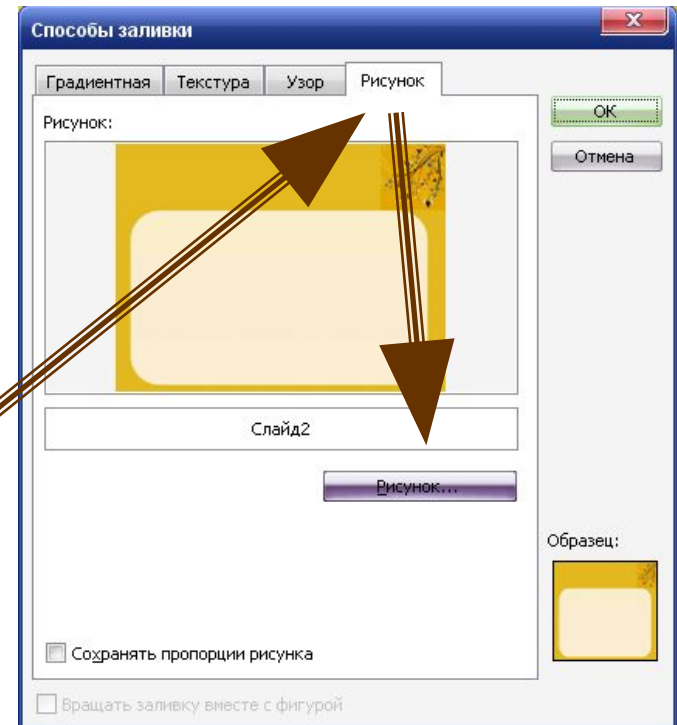 Способы заливки
Градиентная Текстура Узор Рисунок
Рисунок:
ОК
Отмена
Слайд2
Рисунок...
Образец:
Сохранять пропорции рисунка
Вращать заливку вместе с фигурой